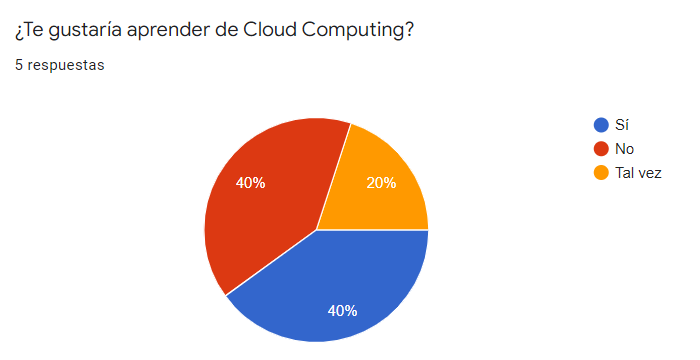 ¿Te gustaría aprender de Cloud Computing?
5 respuestas
40%
20%
40%
Sí
No
Tal vez